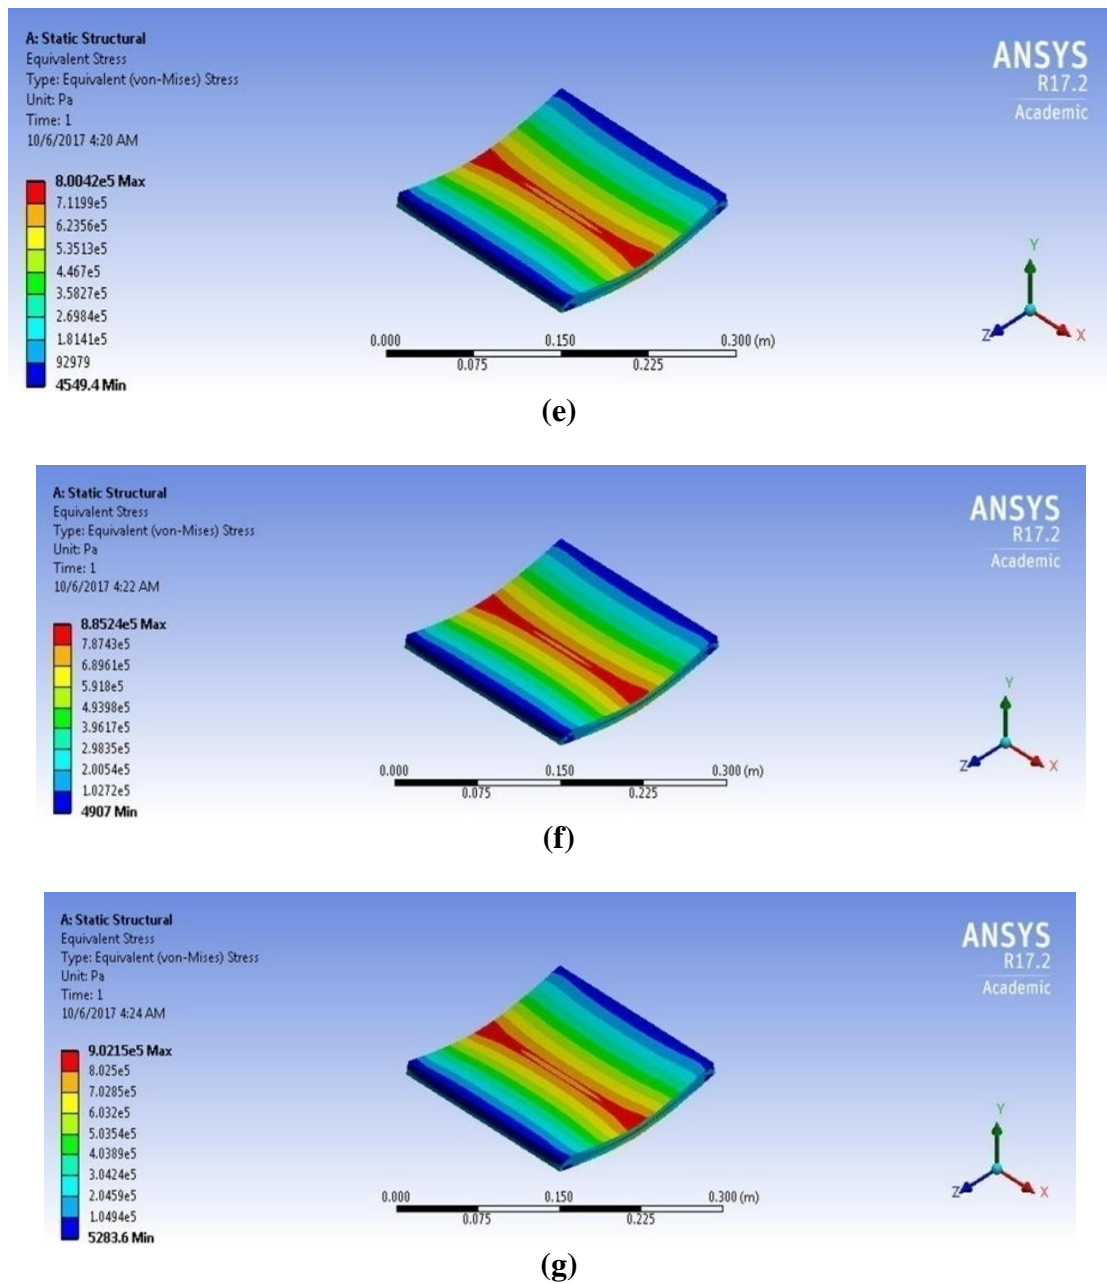 A: Static Structural
Equivalent Stress
Type: Equivalent (von-Mises) Stress
Unit: Pa
Time: 1
10/6/2017 4:20 AM
ANSYS
R17.2
Academic
8.0042e5 Max
7.1199e5
6.2356e5
5.3513e5
4.467e5
3.5827e5
2.6984e5
1.8141e5
92979
4549.4 Min
0.000 0.150 0.300 (m)
0.075 0.225
Y
Z X
(e)
A: Static Structural
Equivalent Stress
Type: Equivalent (von-Mises) Stress
Unit: Pa
Time: 1
10/6/2017 4:22 AM
ANSYS
R17.2
Academic
8.8524e5 Max
7.8743e5
6.8961e5
5.918e5
4.9398e5
3.9617e5
2.9835e5
2.0054e5
1.0272e5
4907 Min
0.000 0.150 0.300 (m)
0.075 0.225
Y
Z X
(f)
A: Static Structural
Equivalent Stress
Type: Equivalent (von-Mises) Stress
Unit: Pa
Time: 1
10/6/2017 4:24 AM
ANSYS
R17.2
Academic
9.0215e5 Max
8.025e5
7.0285e5
6.032e5
5.0354e5
4.0389e5
3.0424e5
2.0459e5
1.0494e5
5283.6 Min
0.000 0.150 0.300 (m)
0.075 0.225
Y
Z X
(g)